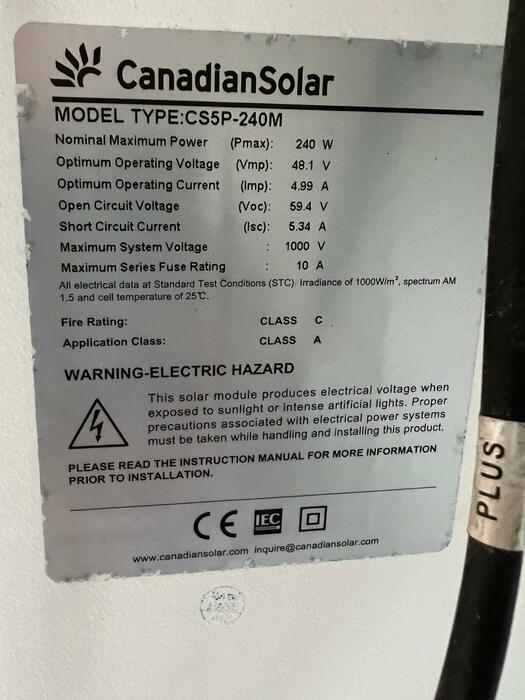 CanadianSolar
MODEL TYPE:CS5P-240M
Nominal Maximum Power (Pmax): 240 W
Optimum Operating Voltage (Vmp): 48.1 V
Optimum Operating Current (Imp): 4.99 A
Open Circuit Voltage (Voc): 59.4 V
Short Circuit Current (Isc): 5.34 A
Maximum System Voltage : 1000 V
Maximum Series Fuse Rating : 10 A
All electrical data at Standard Test Conditions (STC) Irradiance of 1000W/m², spectrum AM
1.5 and cell temperature of 25℃.
Fire Rating: CLASS C
Application Class: CLASS A
WARNING-ELECTRIC HAZARD
This solar module produces electrical voltage when
exposed to sunlight or intense artificial lights. Proper
precautions associated with electrical power systems
must be taken while handling and installing this product.
PLEASE READ THE INSTRUCTION MANUAL FOR MORE INFORMATION
PRIOR TO INSTALLATION.
CE IEC
www.canadiansolar.com inquire@canadiansolar.com
PLUS